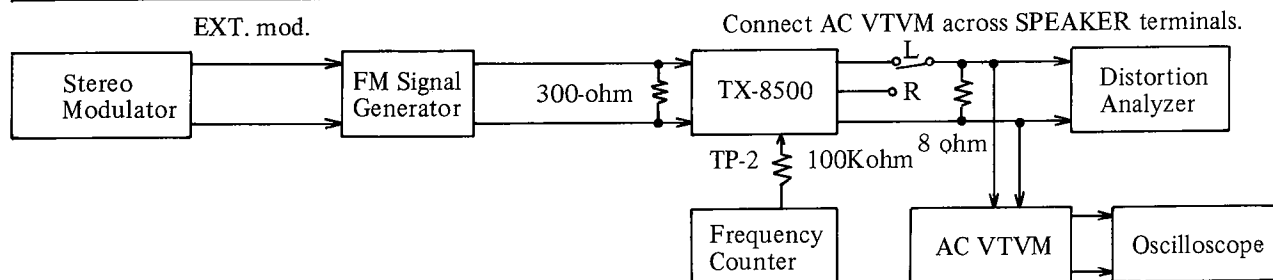 EXT. mod.
Connect AC VTVM across SPEAKER terminals.
Stereo
Modulator
FM Signal
Generator
300-ohm
TX-8500
L
R
Distortion
Analyzer
TP-2
100Kohm
8 ohm
Frequency
Counter
AC VTVM
Oscilloscope